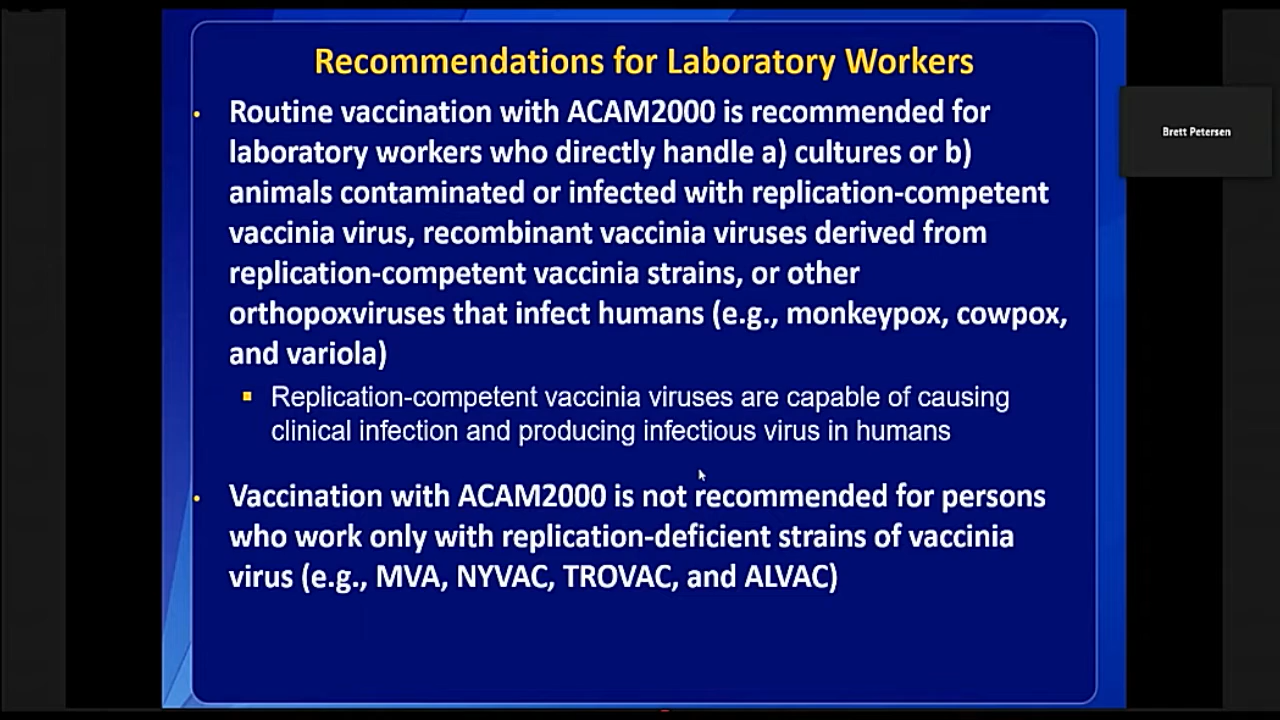 Recommendations for Laboratory Workers
• Routine vaccination with ACAM2000 is recommended for
laboratory workers who directly handle a) cultures or b)
animals contaminated or infected with replication-competent
vaccinia virus, recombinant vaccinia viruses derived from
replication-competent vaccinia strains, or other
orthopoxviruses that infect humans (e.g., monkeypox, cowpox,
and variola)
▪ Replication-competent vaccinia viruses are capable of causing
clinical infection and producing infectious virus in humans
• Vaccination with ACAM2000 is not recommended for persons
who work only with replication-deficient strains of vaccinia
virus (e.g., MVA, NYVAC, TROVAC, and ALVAC)
Brett Petersen